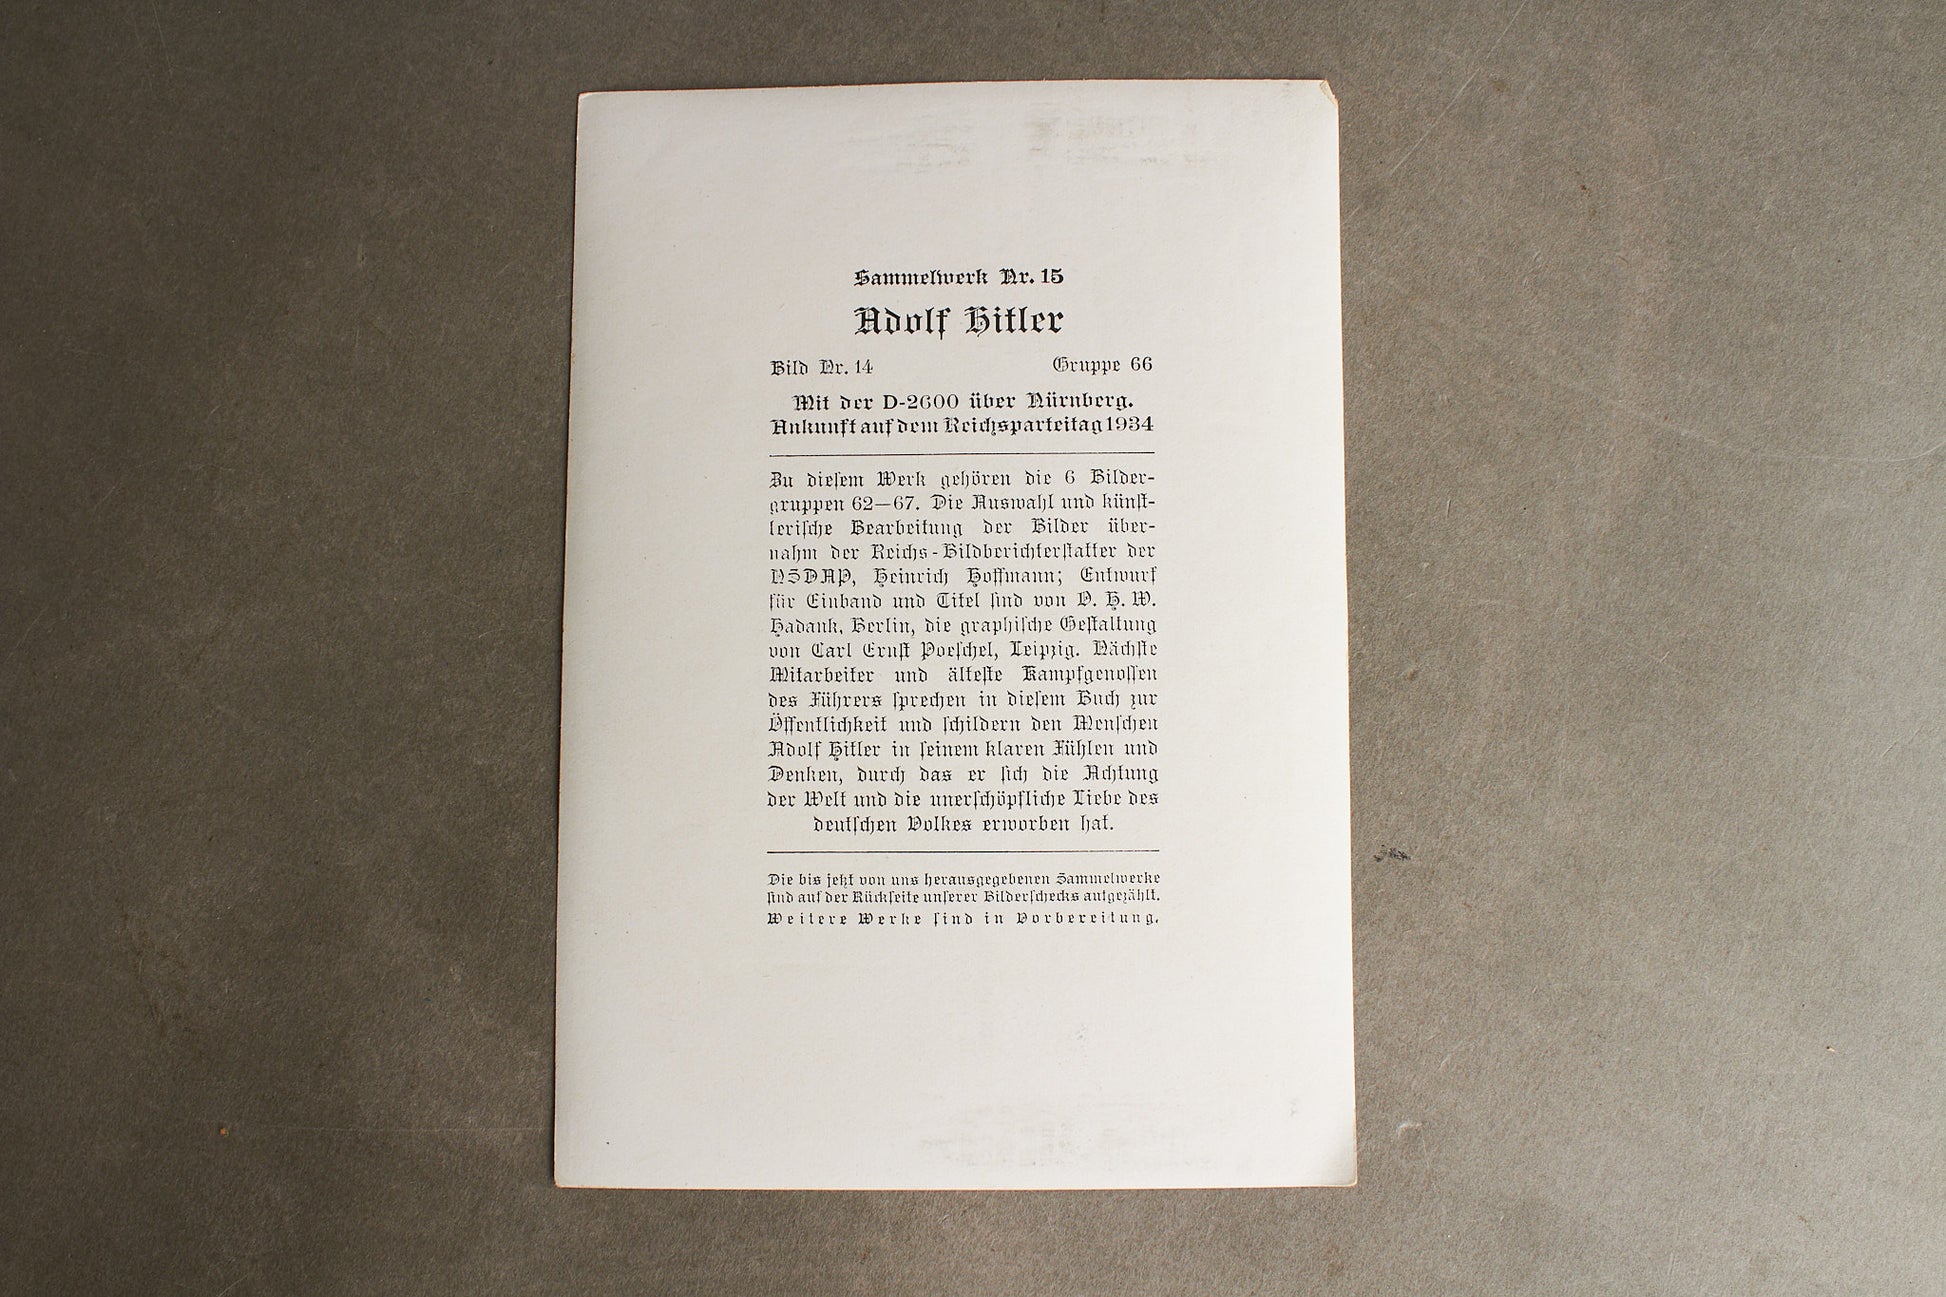 Sammelwerk Nr. 15
Adolf Hitler
Bild Nr. 14 Gruppe 66
Mit der D-2600 über Nürnberg.
Ankunft auf dem Reichsparteitag 1934
Zu dieſem Werk gehören die 6 Bilder-
gruppen 62—67. Die Auswahl und künſt-
leriſche Bearbeitung der Bilder über-
nahm der Reichs-Bildberichterſtatter der
NSDAP, Heinrich Hoffmann; Entwurf
für Einband und Titel ſind von O. H. W.
Hadank, Berlin, die graphiſche Geſtaltung
von Carl Ernſt Poeſchel, Leipzig. Nächſte
Mitarbeiter und älteſte Kampfgenoſſen
des Führers ſprechen in dieſem Buch zur
Öffentlichkeit und ſchildern den Menſchen
Adolf Hitler in ſeinem klaren Fühlen und
Denken, durch das er ſich die Achtung
der Welt und die unerſchöpfliche Liebe des
deutſchen Volkes erworben hat.
Die bis jetzt von uns herausgegebenen Sammelwerke
ſind auf der Rückſeite unſerer Bilderſchecks aufgezählt.
Weitere Werke ſind in Vorbereitung.